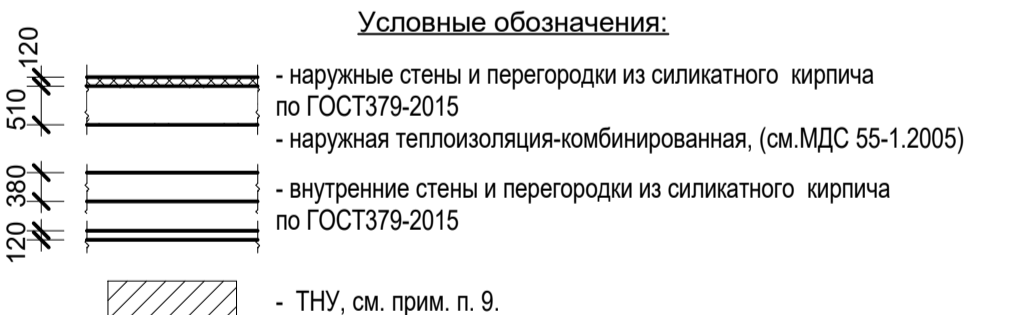 Условные обозначения:
120
510
- наружные стены и перегородки из силикатного кирпича
по ГОСТ379-2015
- наружная теплоизоляция-комбинированная, (см.МДС 55-1.2005)
380
120
- внутренние стены и перегородки из силикатного кирпича
по ГОСТ379-2015
- ТНУ, см. прим. п. 9.